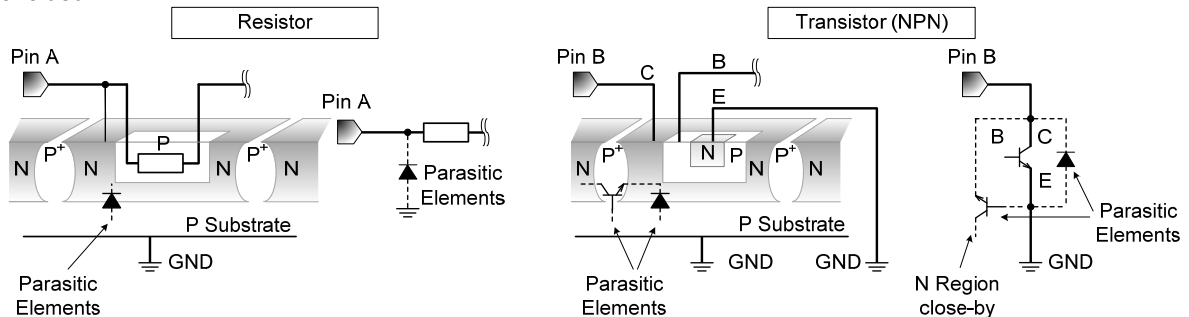 Resistor
Transistor (NPN)
Pin A
Pin B
C
B
E
Pin B
Pin A
N
P+
N
P
P+
N
Parasitic
Elements
P Substrate
GND
Parasitic
Elements
N
P+
N
N
P
P+
N
P Substrate
GND
GND
Parasitic
Elements
B
C
E
Parasitic
Elements
GND
N Region
close-by